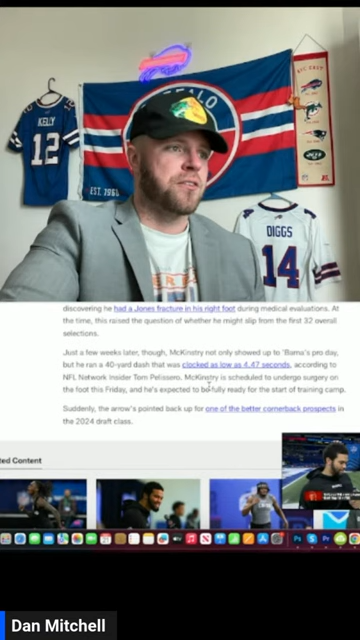 KELLY
12
BUFFALO
EST. 1960
AFC EAST
DIGGS
14
discovering he had a Jones fracture in his right foot during medical evaluations. At
the time, this raised the question of whether he might slip from the first 32 overall
selections.
Just a few weeks later, though, McKinstry not only showed up to 'Bama's pro day,
but he ran a 40-yard dash that was clocked as low as 4.47 seconds, according to
NFL Network Insider Tom Pelissero. McKinstry is scheduled to undergo surgery on
the foot this Friday, and he's expected to be fully ready for the start of training camp.
Suddenly, the arrow's pointed back up for one of the better cornerback prospects in
the 2024 draft class.
ted Content
Dan Mitchell